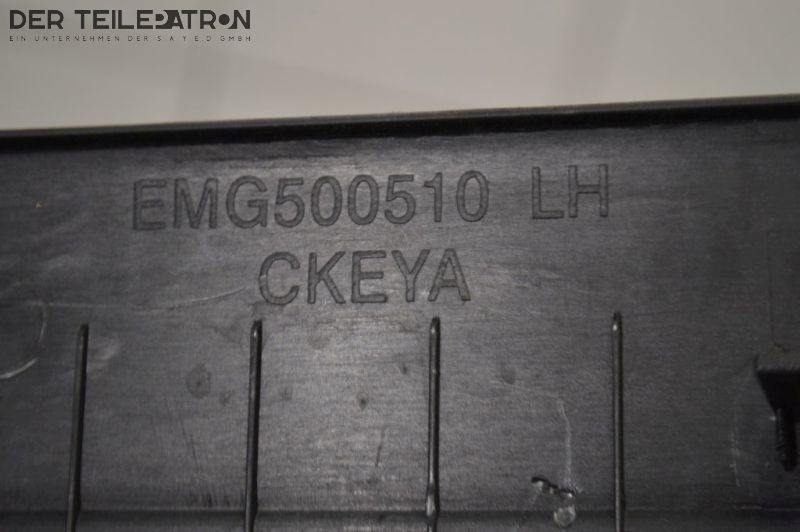 DER TEILEPATRON
EIN UNTERNEHMEN DER S A Y E.D GMBH
EMG500510 LH
CKEYA